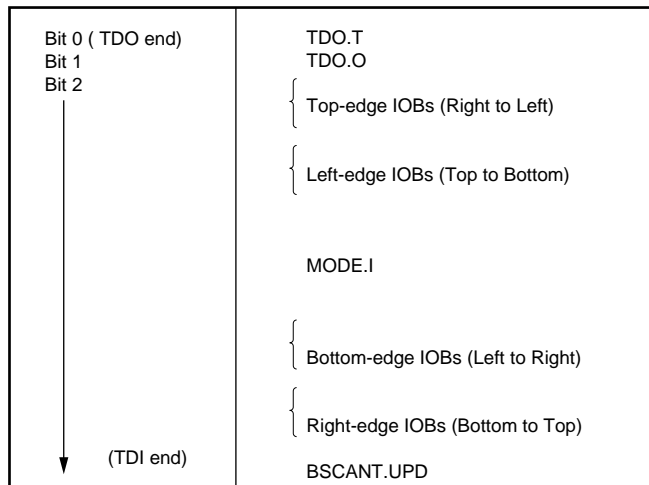 Bit 0 ( TDO end)
Bit 1
Bit 2
TDO.T
TDO.O
Top-edge IOBs (Right to Left)
Left-edge IOBs (Top to Bottom)
MODE.I
Bottom-edge IOBs (Left to Right)
Right-edge IOBs (Bottom to Top)
(TDI end)
BSCANT.UPD